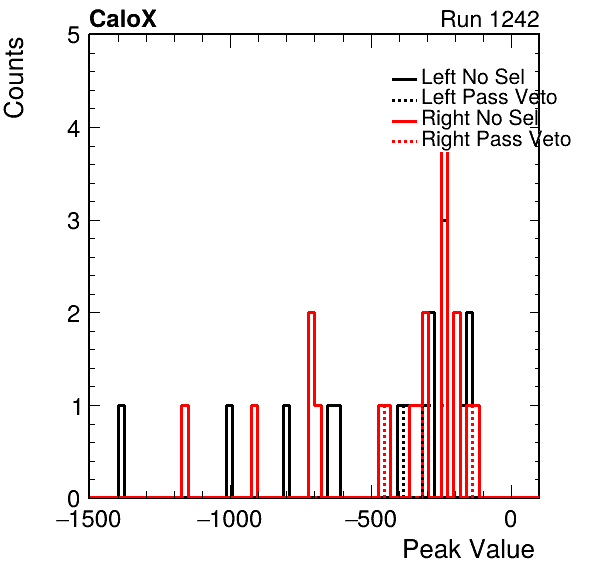 CaloX Run 1242
Counts
5
4
3
2
1
0
Left No Sel
Left Pass Veto
Right No Sel
Right Pass Veto
−1500 −1000 −500 0
Peak Value